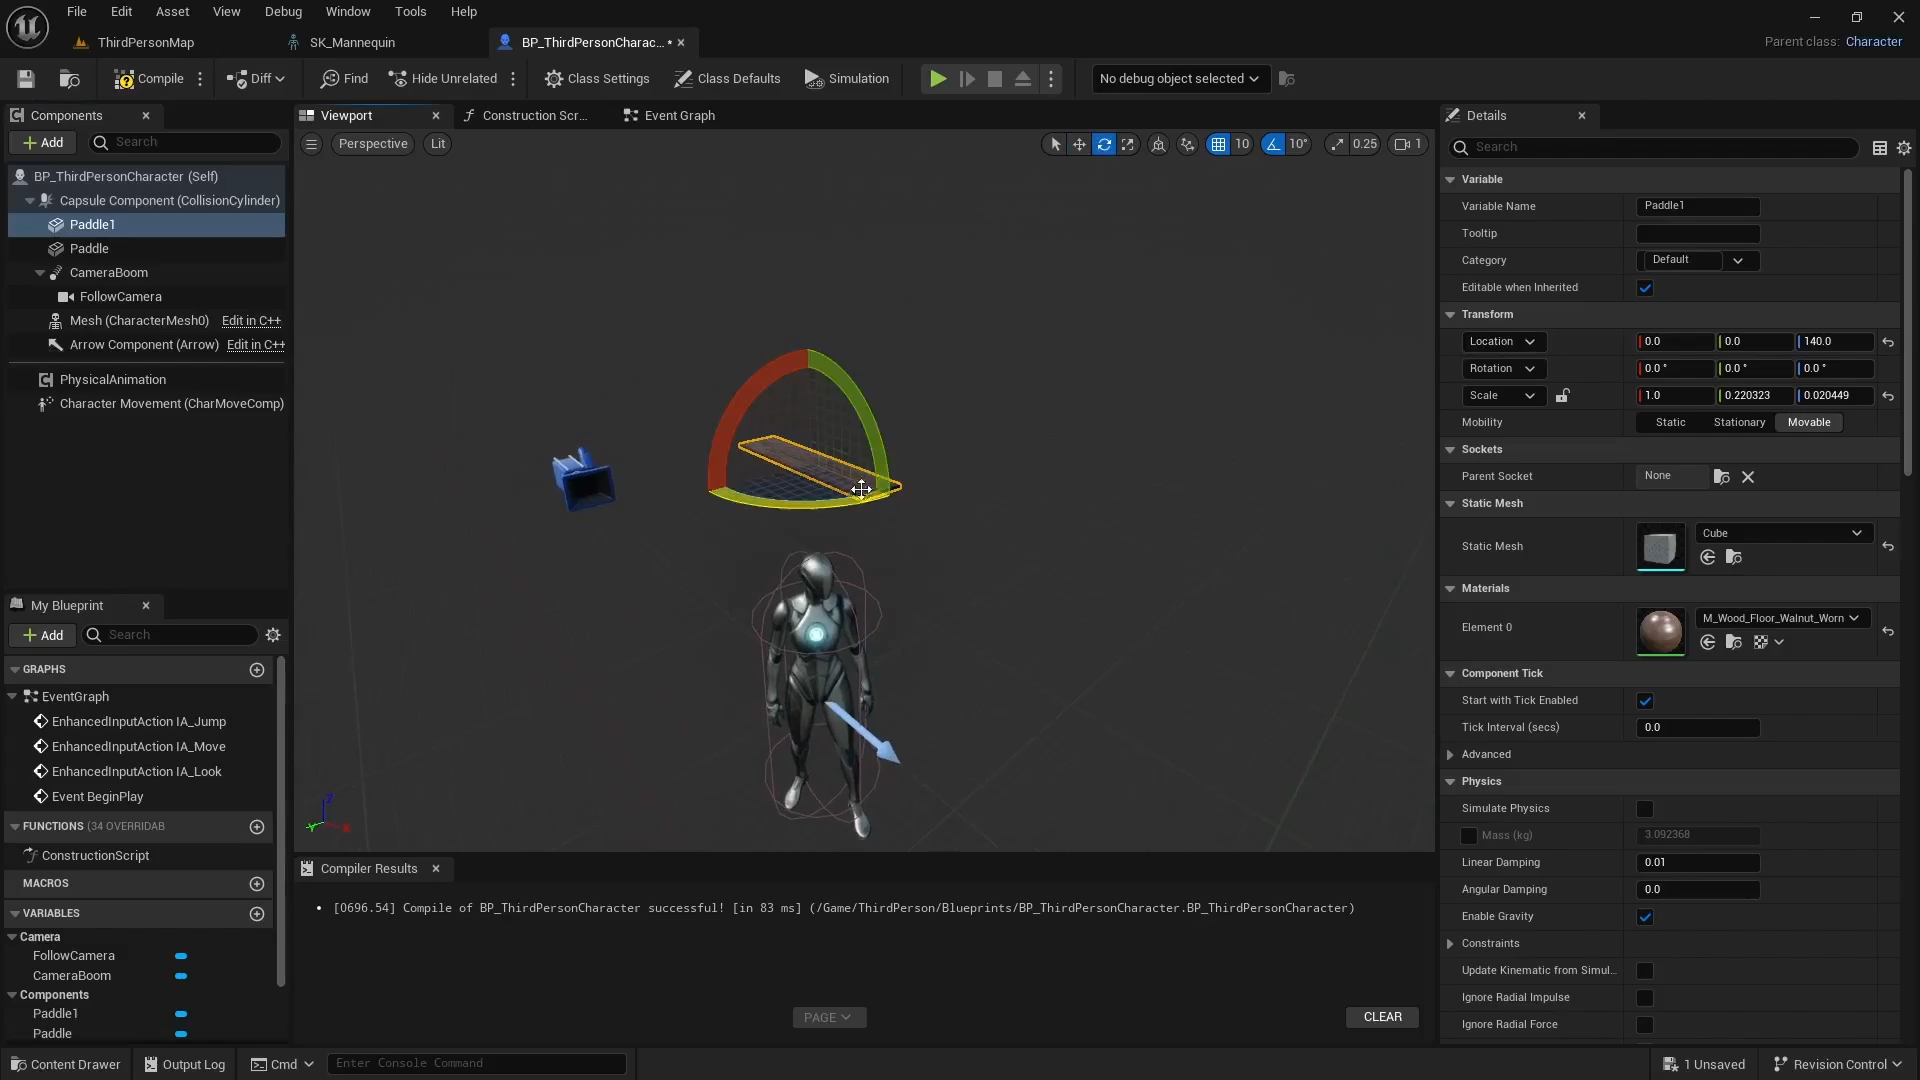 File Edit Asset View Debug Window Tools Help
ThirdPersonMap SK_Mannequin BP_ThirdPersonCharac... •
Parent class: Character
Compile Diff Find Hide Unrelated Class Settings Class Defaults Simulation No debug object selected
Components
Add Search
BP_ThirdPersonCharacter (Self)
Capsule Component (CollisionCylinder)
Paddle1
Paddle
CameraBoom
FollowCamera
Mesh (CharacterMesh0) Edit in C++
Arrow Component (Arrow) Edit in C++
PhysicalAnimation
Character Movement (CharMoveComp)
My Blueprint
Add Search
GRAPHS
EventGraph
EnhancedInputAction IA_Jump
EnhancedInputAction IA_Move
EnhancedInputAction IA_Look
Event BeginPlay
FUNCTIONS (34 OVERRIDAB
ConstructionScript
MACROS
VARIABLES
Camera
FollowCamera
CameraBoom
Components
Paddle1
Paddle
Viewport Construction Scr... Event Graph
Perspective Lit 10 10° 0.25 1
Z
Y
X
Compiler Results
• [0696.54] Compile of BP_ThirdPersonCharacter successful! [in 83 ms] (/Game/ThirdPerson/Blueprints/BP_ThirdPersonCharacter.BP_ThirdPersonCharacter)
PAGE CLEAR
Details
Search
Variable
Variable Name Paddle1
Tooltip
Category Default
Editable when Inherited
Transform
Location 0.0 0.0 140.0
Rotation 0.0 ° 0.0 ° 0.0 °
Scale 1.0 0.220323 0.020449
Mobility Static Stationary Movable
Sockets
Parent Socket None
Static Mesh
Static Mesh Cube
Materials
Element 0 M_Wood_Floor_Walnut_Worn
Component Tick
Start with Tick Enabled
Tick Interval (secs) 0.0
Advanced
Physics
Simulate Physics
Mass (kg) 3.092368
Linear Damping 0.01
Angular Damping 0.0
Enable Gravity
Constraints
Update Kinematic from Simul...
Ignore Radial Impulse
Ignore Radial Force
Content Drawer Output Log Cmd Enter Console Command 1 Unsaved Revision Control